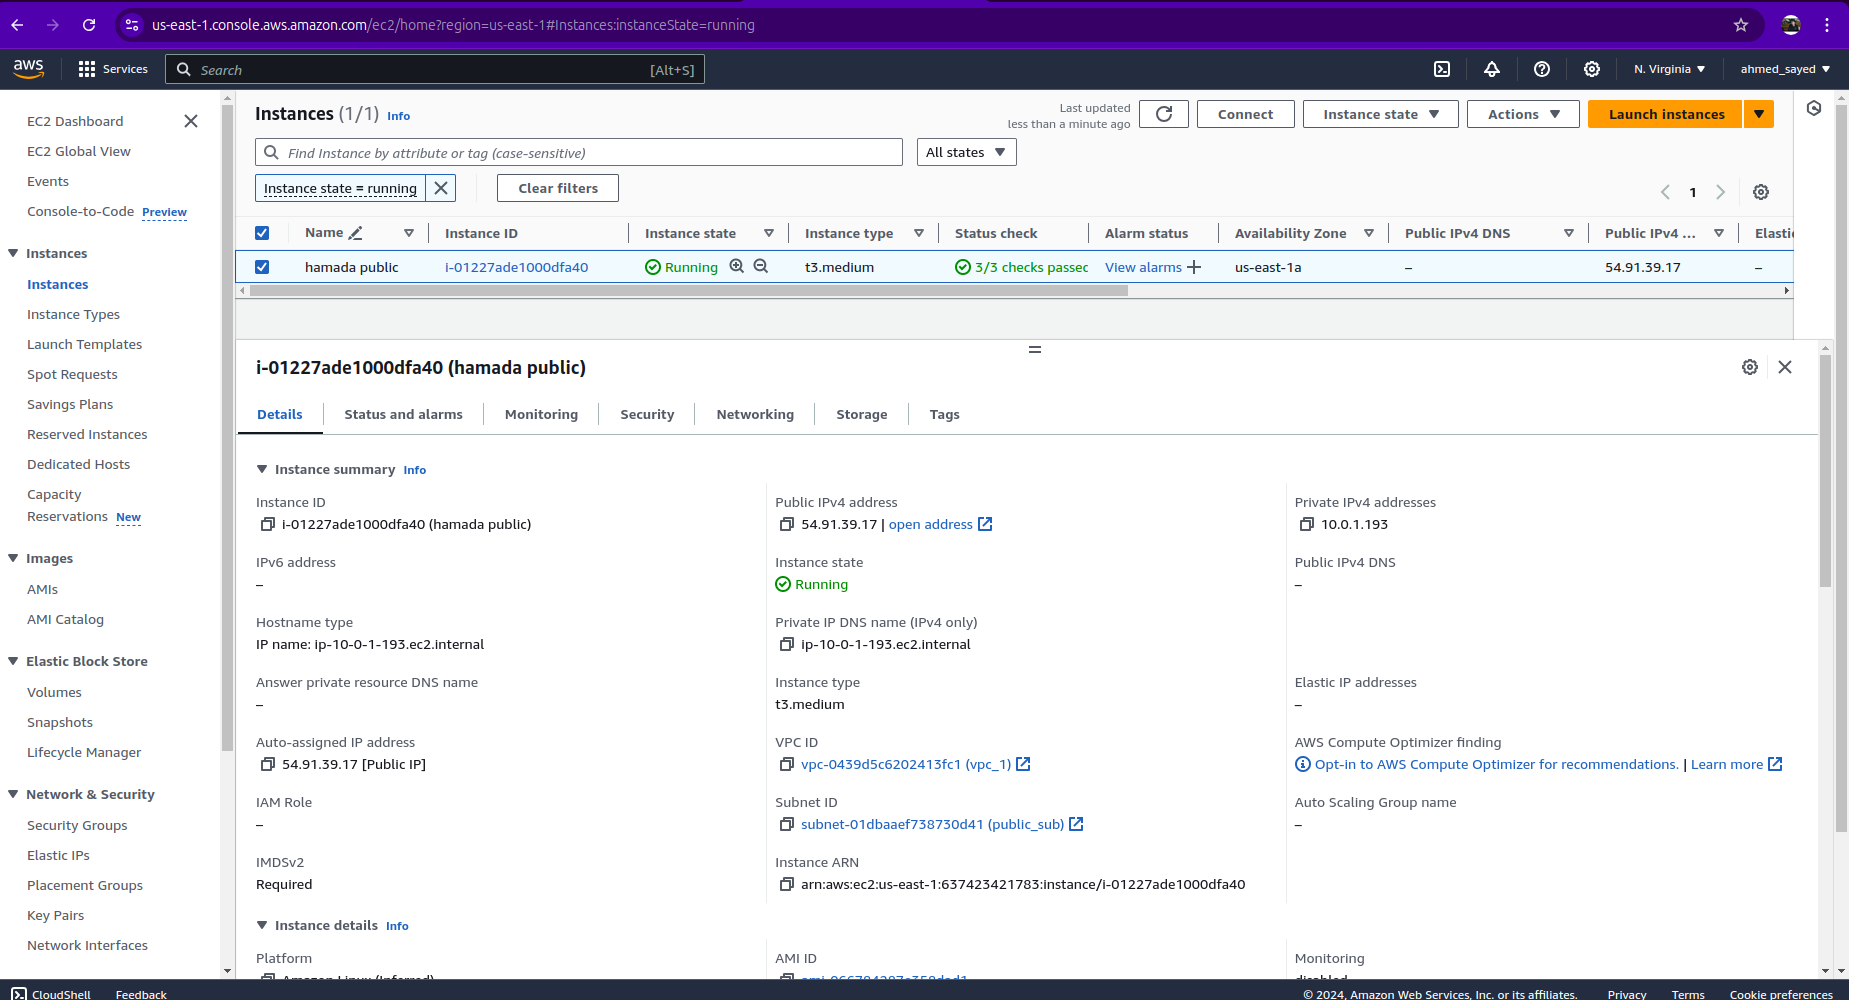 us-east-1.console.aws.amazon.com/ec2/home?region=us-east-1#Instances:instanceState=running
aws Services Search [Alt+S] N. Virginia ahmed_sayed
EC2 Dashboard
EC2 Global View
Events
Console-to-Code Preview
Instances
Instances
Instance Types
Launch Templates
Spot Requests
Savings Plans
Reserved Instances
Dedicated Hosts
Capacity
Reservations New
Images
AMIs
AMI Catalog
Elastic Block Store
Volumes
Snapshots
Lifecycle Manager
Network & Security
Security Groups
Elastic IPs
Placement Groups
Key Pairs
Network Interfaces
Instances (1/1) Info
Last updated
less than a minute ago
Connect Instance state Actions Launch instances
Find Instance by attribute or tag (case-sensitive) All states
Instance state = running Clear filters 1
Name Instance ID Instance state Instance type Status check Alarm status Availability Zone Public IPv4 DNS Public IPv4 ... Elastic
hamada public i-01227ade1000dfa40 Running t3.medium 3/3 checks passed View alarms + us-east-1a – 54.91.39.17 –
i-01227ade1000dfa40 (hamada public)
Details Status and alarms Monitoring Security Networking Storage Tags
Instance summary Info
Instance ID
i-01227ade1000dfa40 (hamada public)
Public IPv4 address
54.91.39.17 | open address
Private IPv4 addresses
10.0.1.193
IPv6 address
–
Instance state
Running
Public IPv4 DNS
–
Hostname type
IP name: ip-10-0-1-193.ec2.internal
Private IP DNS name (IPv4 only)
ip-10-0-1-193.ec2.internal
Answer private resource DNS name
–
Instance type
t3.medium
Elastic IP addresses
–
Auto-assigned IP address
54.91.39.17 [Public IP]
VPC ID
vpc-0439d5c6202413fc1 (vpc_1)
AWS Compute Optimizer finding
Opt-in to AWS Compute Optimizer for recommendations. | Learn more
IAM Role
–
Subnet ID
subnet-01dbaaef738730d41 (public_sub)
Auto Scaling Group name
–
IMDSv2
Required
Instance ARN
arn:aws:ec2:us-east-1:637423421783:instance/i-01227ade1000dfa40
Instance details Info
Platform
Amazon Linux (Inferred)
AMI ID
Monitoring
disabled
CloudShell Feedback © 2024, Amazon Web Services, Inc. or its affiliates. Privacy Terms Cookie preferences